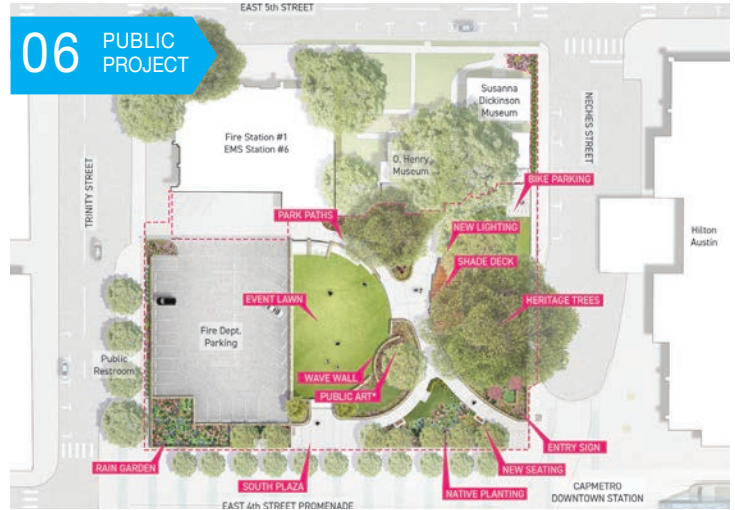 EAST 5th STREET
06 PUBLIC
PROJECT
Susanna
Dickinson
Museum
Fire Station #1
EMS Station #6
O. Henry
Museum
NECHES STREET
BIKE PARKING
TRINITY STREET
PARK PATHS
NEW LIGHTING
Hilton
Austin
SHADE DECK
EVENT LAWN
HERITAGE TREES
Fire Dept.
Parking
Public
Restroom
WAVE WALL
PUBLIC ART*
ENTRY SIGN
RAIN GARDEN
NEW SEATING
SOUTH PLAZA
NATIVE PLANTING
CAPMETRO
DOWNTOWN STATION
EAST 4th STREET PROMENADE